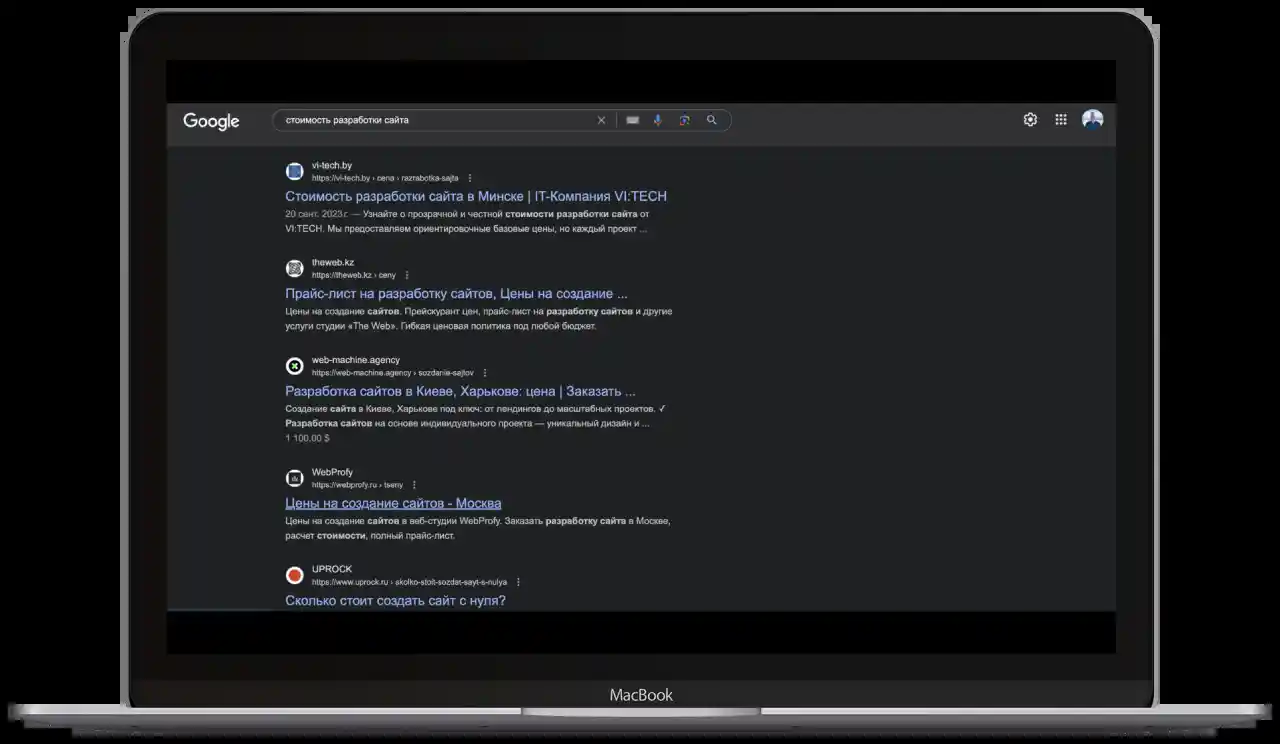 Google
стоимость разработки сайта
vi-tech.by
https://vi-tech.by › cena › razrabotka-sajta
Стоимость разработки сайта в Минске | IT-Компания VI:TECH
20 сент. 2023 г. — Узнайте о прозрачной и честной стоимости разработки сайта от
VI:TECH. Мы предоставляем ориентировочные базовые цены, но каждый проект ...
theweb.kz
https://theweb.kz › ceny
Прайс-лист на разработку сайтов, Цены на создание ...
Цены на создание сайтов. Прейскурант цен, прайс-лист на разработку сайтов и другие
услуги студии «The Web». Гибкая ценовая политика под любой бюджет.
web-machine.agency
https://web-machine.agency › sozdanie-sajtov
Разработка сайтов в Киеве, Харькове: цена | Заказать ...
Создание сайта в Киеве, Харькове под ключ: от лендингов до масштабных проектов. ✓
Разработка сайтов на основе индивидуального проекта — уникальный дизайн и ...
1 100,00 $
WebProfy
https://webprofy.ru › tseny
Цены на создание сайтов - Москва
Цены на создание сайтов в веб-студии WebProfy. Заказать разработку сайта в Москве,
расчет стоимости, полный прайс-лист.
UPROCK
https://www.uprock.ru › skolko-stoit-sozdat-sayt-s-nulya
Сколько стоит создать сайт с нуля?
MacBook